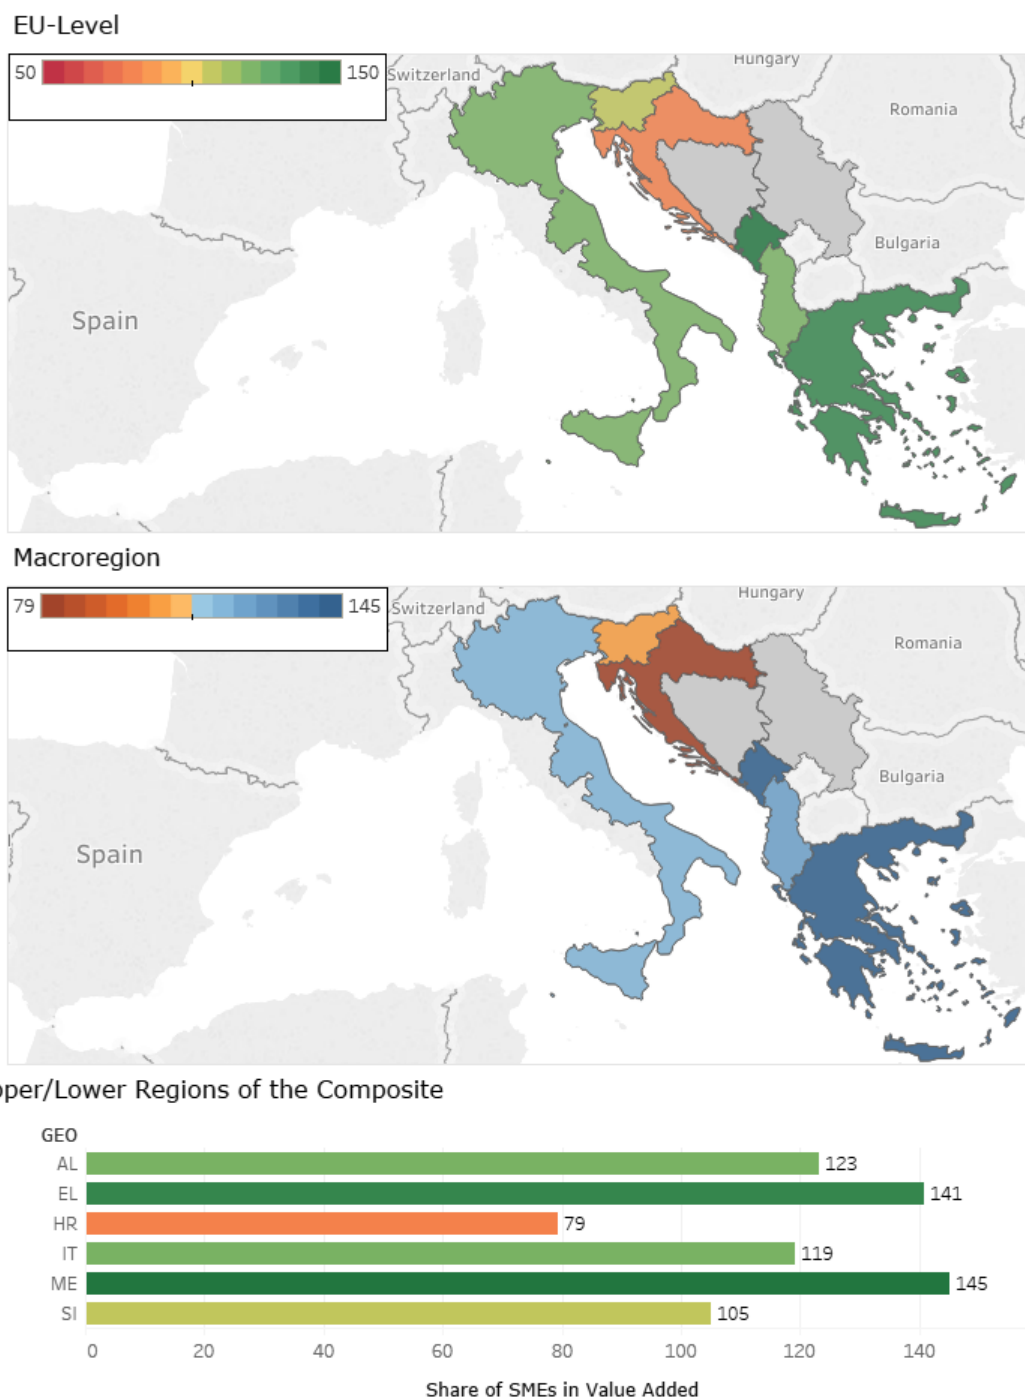 EU-Level
50 150
Switzerland
Hungary
Romania
Bulgaria
Spain
Macroregion
79 145
Switzerland
Hungary
Romania
Bulgaria
Spain
per/Lower Regions of the Composite
GEO
AL 123
EL 141
HR 79
IT 119
ME 145
SI 105
0 20 40 60 80 100 120 140
Share of SMEs in Value Added